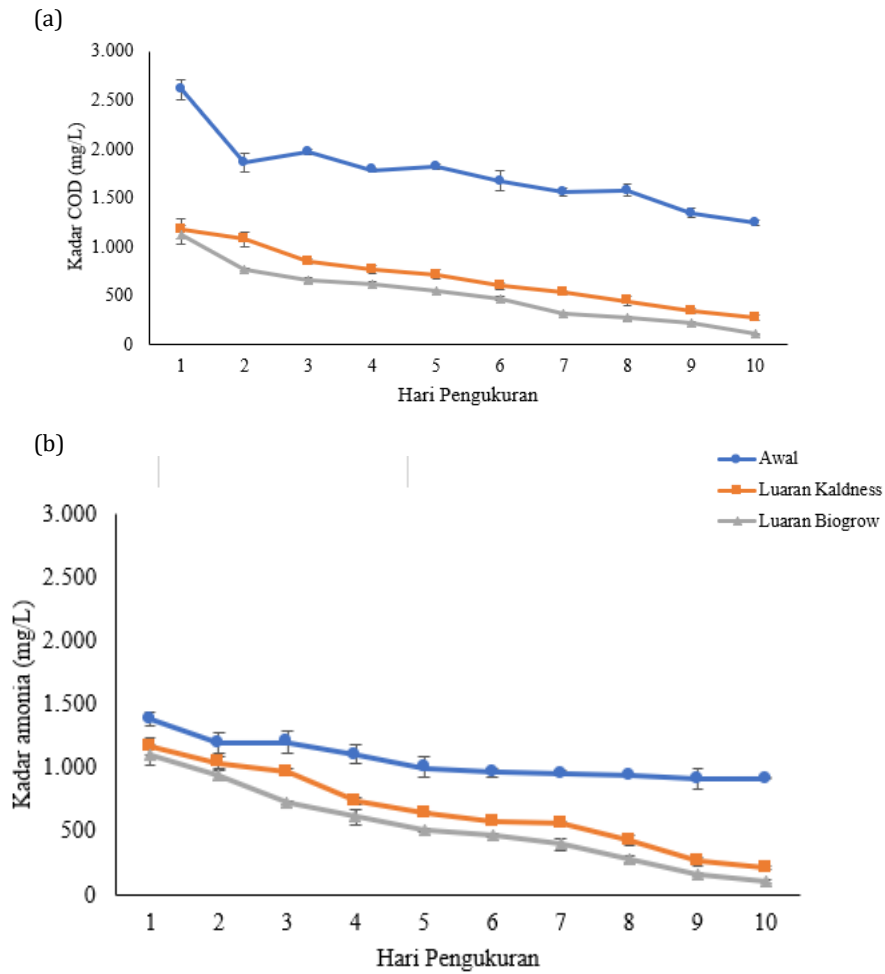 (a)
3.000
2.500
2.000
1.500
1.000
500
0
Kadar COD (mg/L)
1 2 3 4 5 6 7 8 9 10
Hari Pengukuran
(b)
Awal
Luaran Kaldness
Luaran Biogrow
3.000
2.500
2.000
1.500
1.000
500
0
Kadar amonia (mg/L)
1 2 3 4 5 6 7 8 9 10
Hari Pengukuran